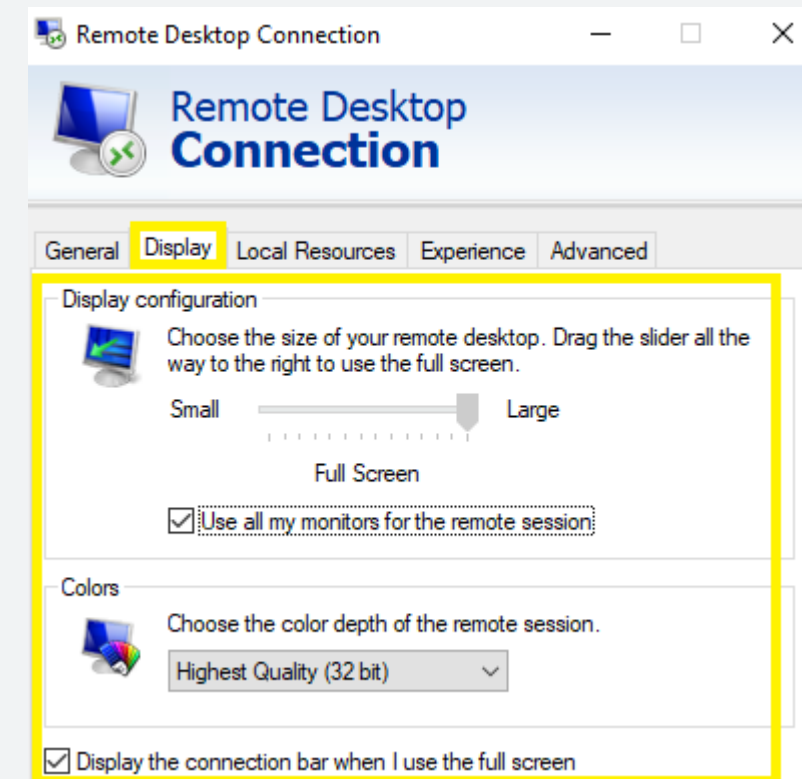 Remote Desktop Connection
Remote Desktop
Connection
General Display Local Resources Experience Advanced
Display configuration
Choose the size of your remote desktop. Drag the slider all the
way to the right to use the full screen.
Small Large
Full Screen
Use all my monitors for the remote session
Colors
Choose the color depth of the remote session.
Highest Quality (32 bit)
Display the connection bar when I use the full screen